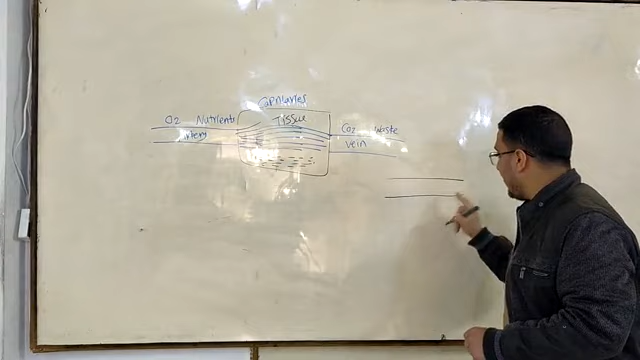 Capillaries
O2 Nutrients
Tissue
Artery
CO2 Waste
Vein